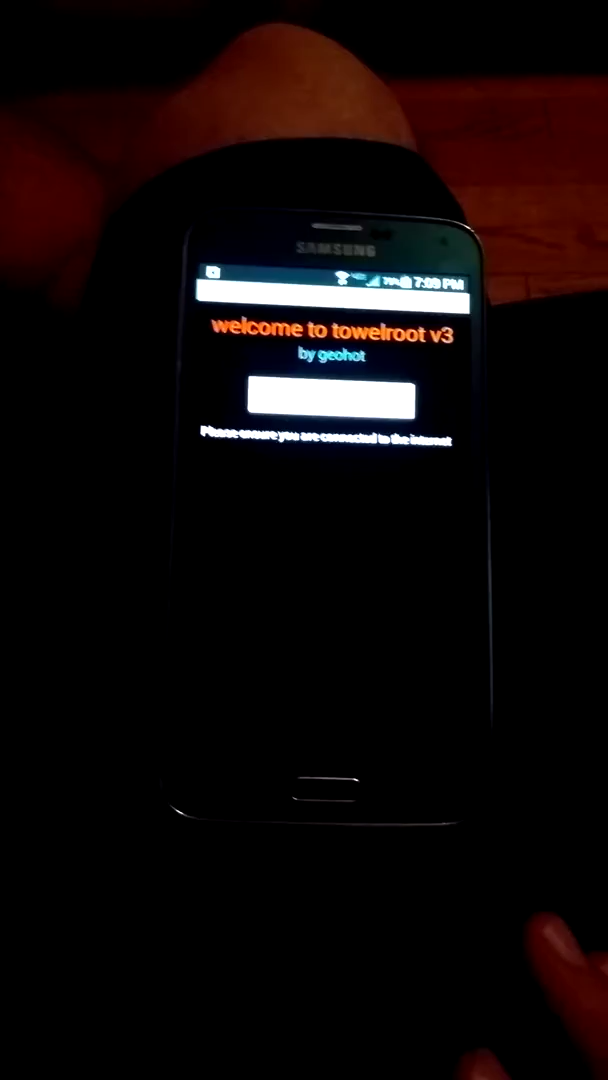 SAMSUNG
7:09 PM
welcome to towelroot v3
by geohot
Please ensure you are connected to the internet